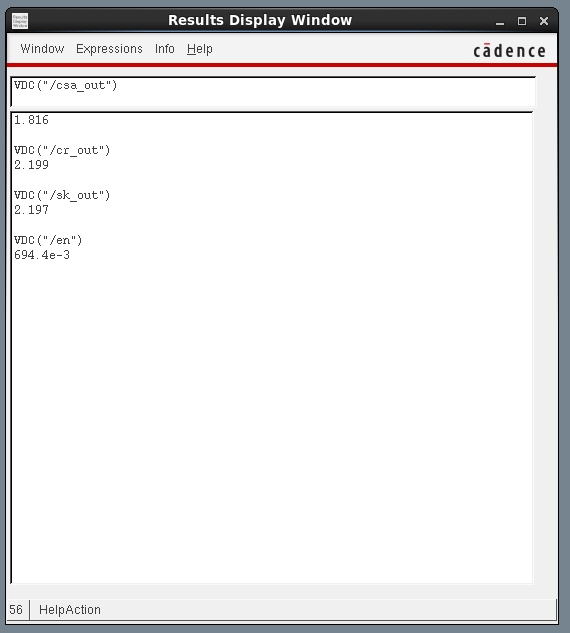 Results Display Window
Window Expressions Info Help
cādence
VDC("/csa_out")
1.816
VDC("/cr_out")
2.199
VDC("/sk_out")
2.197
VDC("/en")
694.4e-3
56 HelpAction